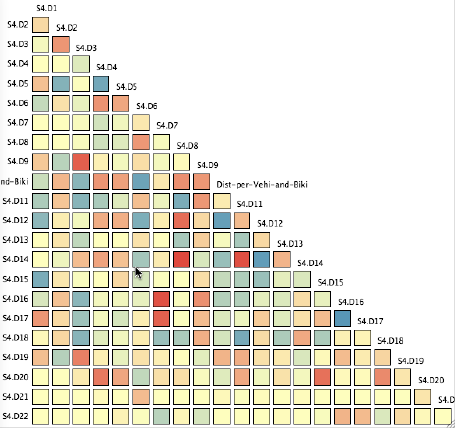 S4.D1
S4.D2 S4.D2
S4.D3 S4.D3
S4.D4 S4.D4
S4.D5 S4.D5
S4.D6 S4.D6
S4.D7 S4.D7
S4.D8 S4.D8
S4.D9 S4.D9
nd-Biki Dist-per-Vehi-and-Biki
S4.D11 S4.D11
S4.D12 S4.D12
S4.D13 S4.D13
S4.D14 S4.D14
S4.D15 S4.D15
S4.D16 S4.D16
S4.D17 S4.D17
S4.D18 S4.D18
S4.D19 S4.D19
S4.D20 S4.D20
S4.D21 S4.D
S4.D22